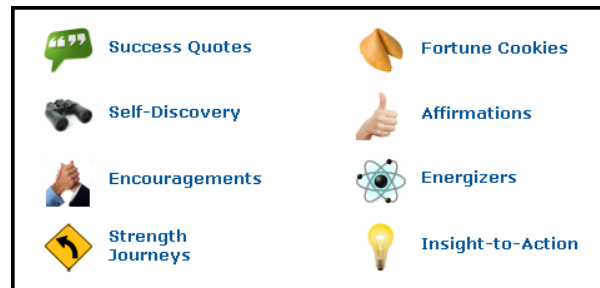 Success Quotes
Fortune Cookies
Self-Discovery
Affirmations
Encouragements
Energizers
Strength
Journeys
Insight-to-Action